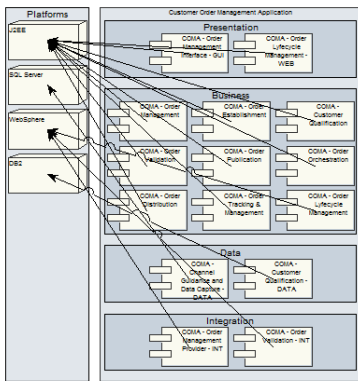 Platforms
J2EE
SQL Server
WebSphere
DB2
Customer Order Management Application
Presentation
COMA - Order
Management
Interface - GUI
COMA - Order
Lyfecycle
Management -
WEB
Business
COMA - Order
Management
COMA - Order
Establishment
COMA -
Customer
Qualification
COMA - Order
Validation
COMA - Order
Publication
COMA - Order
Orchestration
COMA - Order
Distribution
COMA - Order
Tracking &
Management
COMA - Order
Lyfecycle
Management
Data
COMA -
Channel
Guidanse and
Data Capture -
DATA
COMA -
Customer
Qualification -
DATA
Integration
COMA - Order
Management
Provider - INT
COMA - Order
Validation - INT